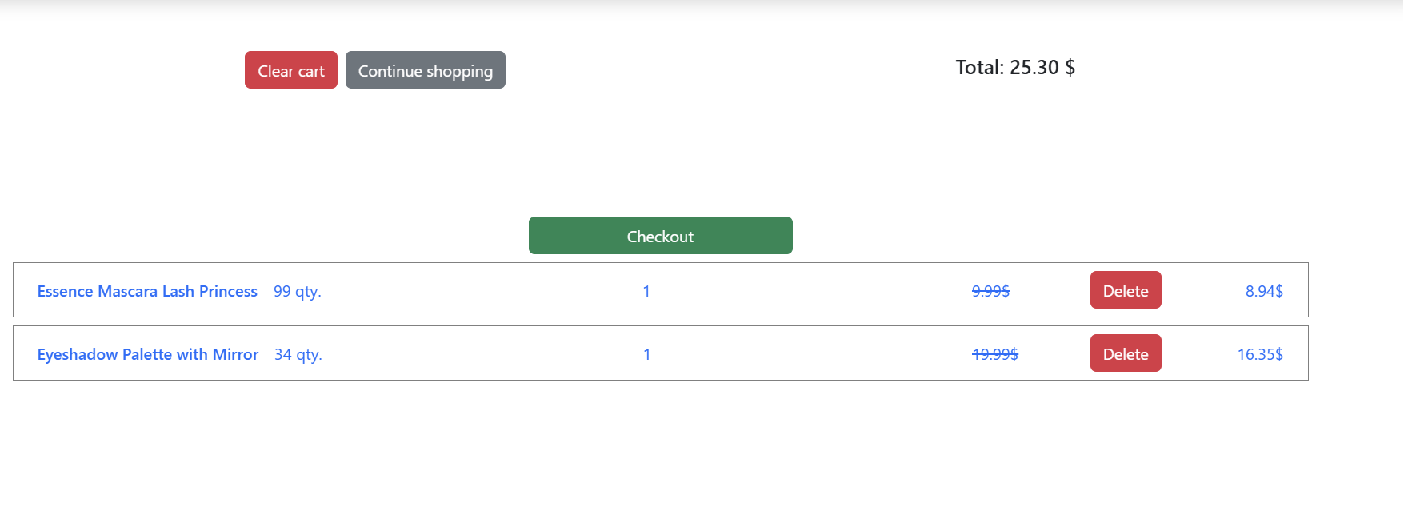 Clear cart Continue shopping Total: 25.30 $
Checkout
Essence Mascara Lash Princess 99 qty. 1 9.99$ Delete 8.94$
Eyeshadow Palette with Mirror 34 qty. 1 19.99$ Delete 16.35$